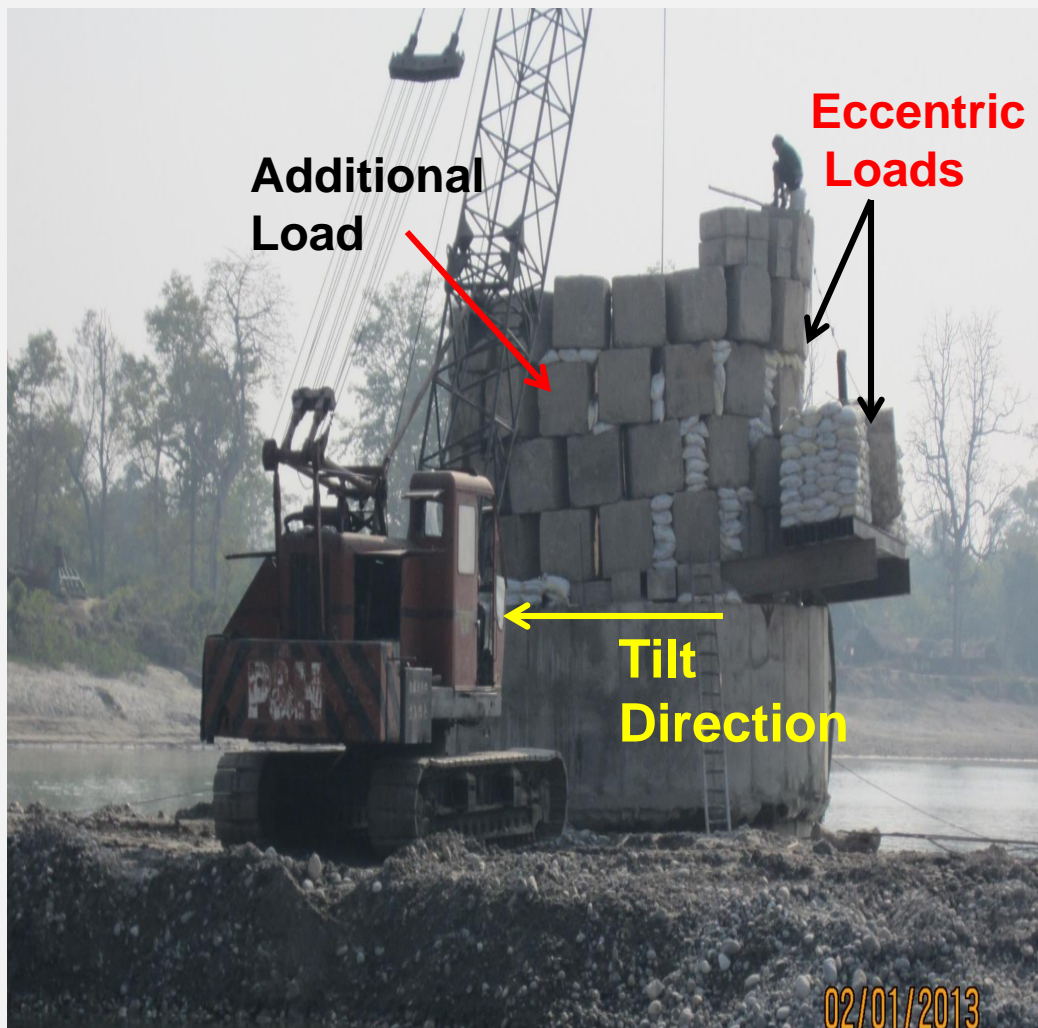 Eccentric
Loads
Additional
Load
Tilt
Direction
P&H
02/01/2013